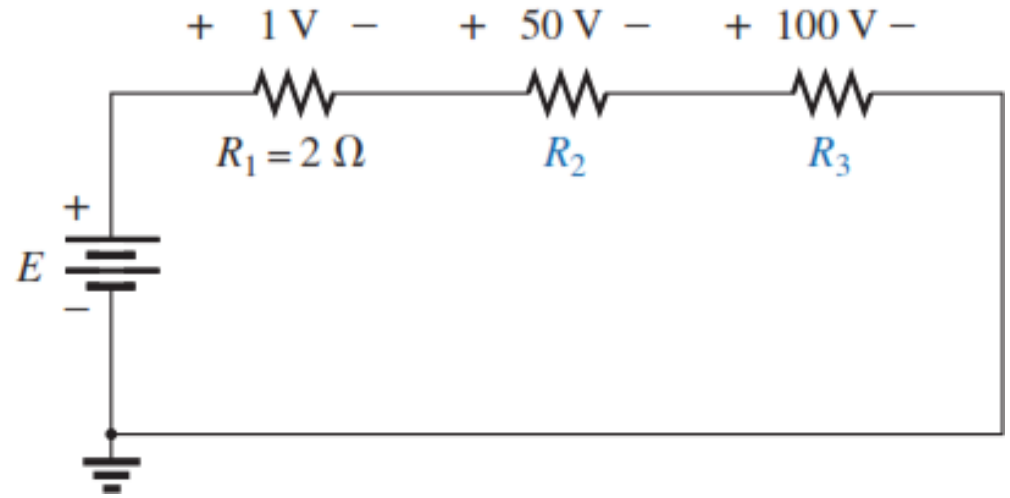 + 1 V − + 50 V − + 100 V −
R₁ = 2 Ω R₂ R₃
+
E
−